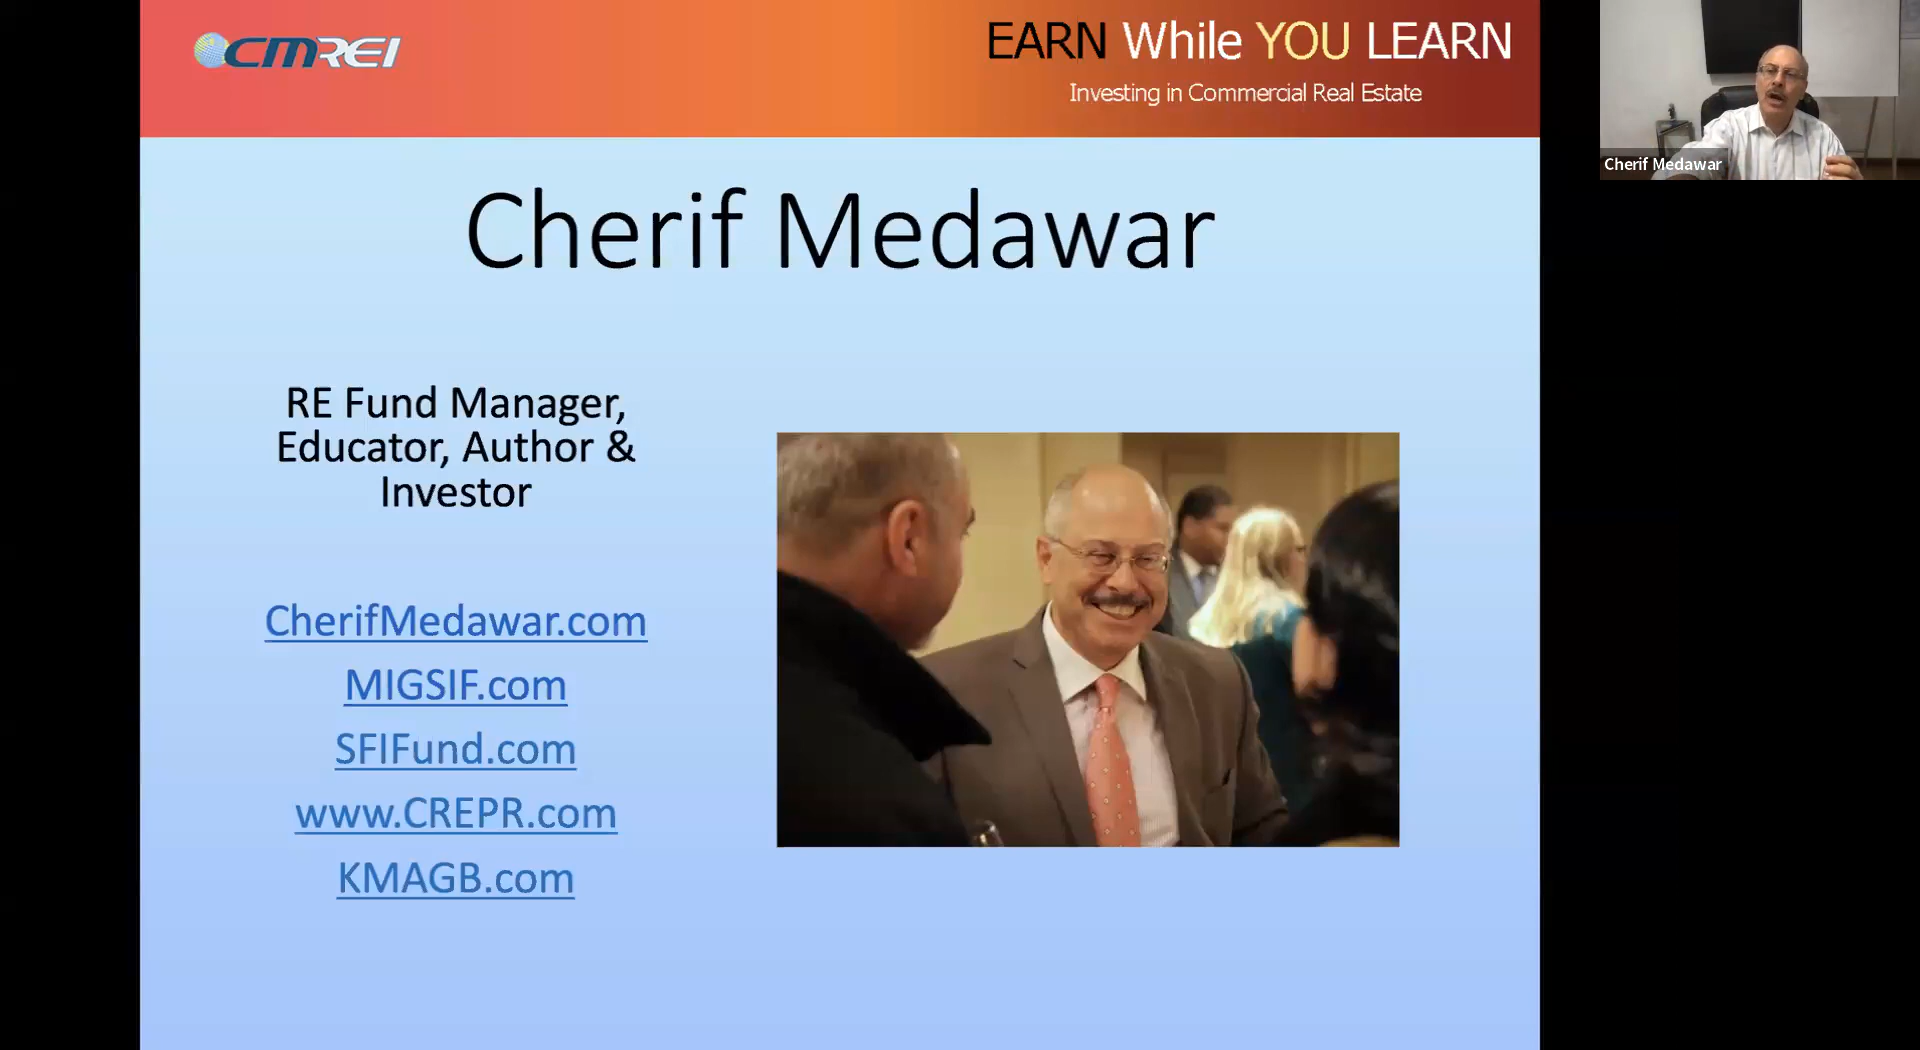 CMREI
EARN While YOU LEARN
Investing in Commercial Real Estate
Cherif Medawar
Cherif Medawar
RE Fund Manager,
Educator, Author &
Investor
CherifMedawar.com
MIGSIF.com
SFIFund.com
www.CREPR.com
KMAGB.com